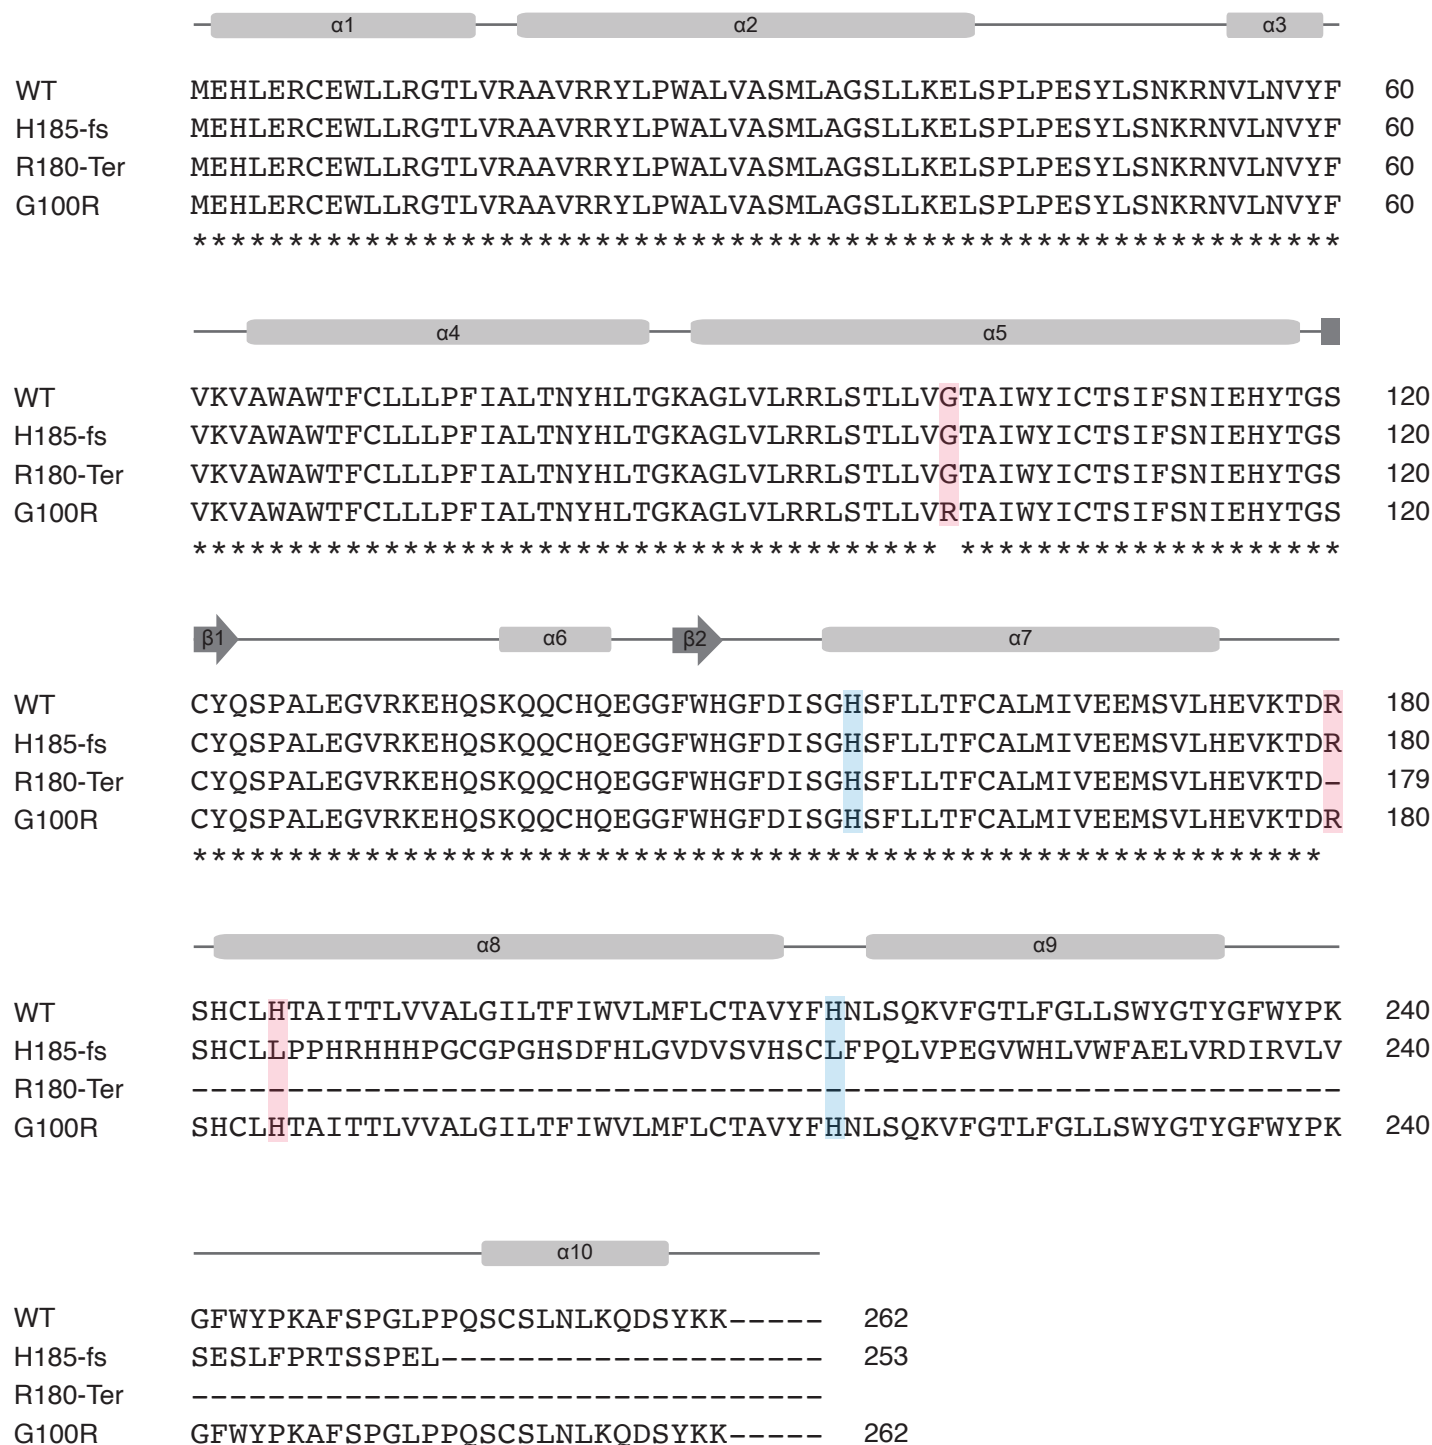 α1 α2 α3
WT MEHLERCEWLLRGTLVRAAVRRYLPWALVASMLAGSLLKELSPLPESYLSNKRNVLNVYF 60
H185-fs MEHLERCEWLLRGTLVRAAVRRYLPWALVASMLAGSLLKELSPLPESYLSNKRNVLNVYF 60
R180-Ter MEHLERCEWLLRGTLVRAAVRRYLPWALVASMLAGSLLKELSPLPESYLSNKRNVLNVYF 60
G100R MEHLERCEWLLRGTLVRAAVRRYLPWALVASMLAGSLLKELSPLPESYLSNKRNVLNVYF 60
************************************************************
α4 α5
WT VKVAWAWTFCLLLPFIALTNYHLTGKAGLVLRRLSTLLVGTAIWYICTSIFSNIEHYTGS 120
H185-fs VKVAWAWTFCLLLPFIALTNYHLTGKAGLVLRRLSTLLVGTAIWYICTSIFSNIEHYTGS 120
R180-Ter VKVAWAWTFCLLLPFIALTNYHLTGKAGLVLRRLSTLLVGTAIWYICTSIFSNIEHYTGS 120
G100R VKVAWAWTFCLLLPFIALTNYHLTGKAGLVLRRLSTLLVRTAIWYICTSIFSNIEHYTGS 120
*************************************** ********************
β1 α6 β2 α7
WT CYQSPALEGVRKEHQSKQQCHQEGGFWHGFDISGHSFLLTFCALMIVEEMSVLHEVKTDR 180
H185-fs CYQSPALEGVRKEHQSKQQCHQEGGFWHGFDISGHSFLLTFCALMIVEEMSVLHEVKTDR 180
R180-Ter CYQSPALEGVRKEHQSKQQCHQEGGFWHGFDISGHSFLLTFCALMIVEEMSVLHEVKTD- 179
G100R CYQSPALEGVRKEHQSKQQCHQEGGFWHGFDISGHSFLLTFCALMIVEEMSVLHEVKTDR 180
***********************************************************
α8 α9
WT SHCLHTAITTLVVALGILTFIWVLMFLCTAVYFHNLSQKVFGTLFGLLSWYGTYGFWYPK 240
H185-fs SHCLLPPHRHHHPGCGPGHSDFHLGVDVSVHSCLFPQLVPEGVWHLVWFAELVRDIRVLV 240
R180-Ter ------------------------------------------------------------
G100R SHCLHTAITTLVVALGILTFIWVLMFLCTAVYFHNLSQKVFGTLFGLLSWYGTYGFWYPK 240
α10
WT GFWYPKAFSPGLPPQSCSLNLKQDSYKK----- 262
H185-fs SESLFPRTSSPEL-------------------- 253
R180-Ter ---------------------------------
G100R GFWYPKAFSPGLPPQSCSLNLKQDSYKK----- 262